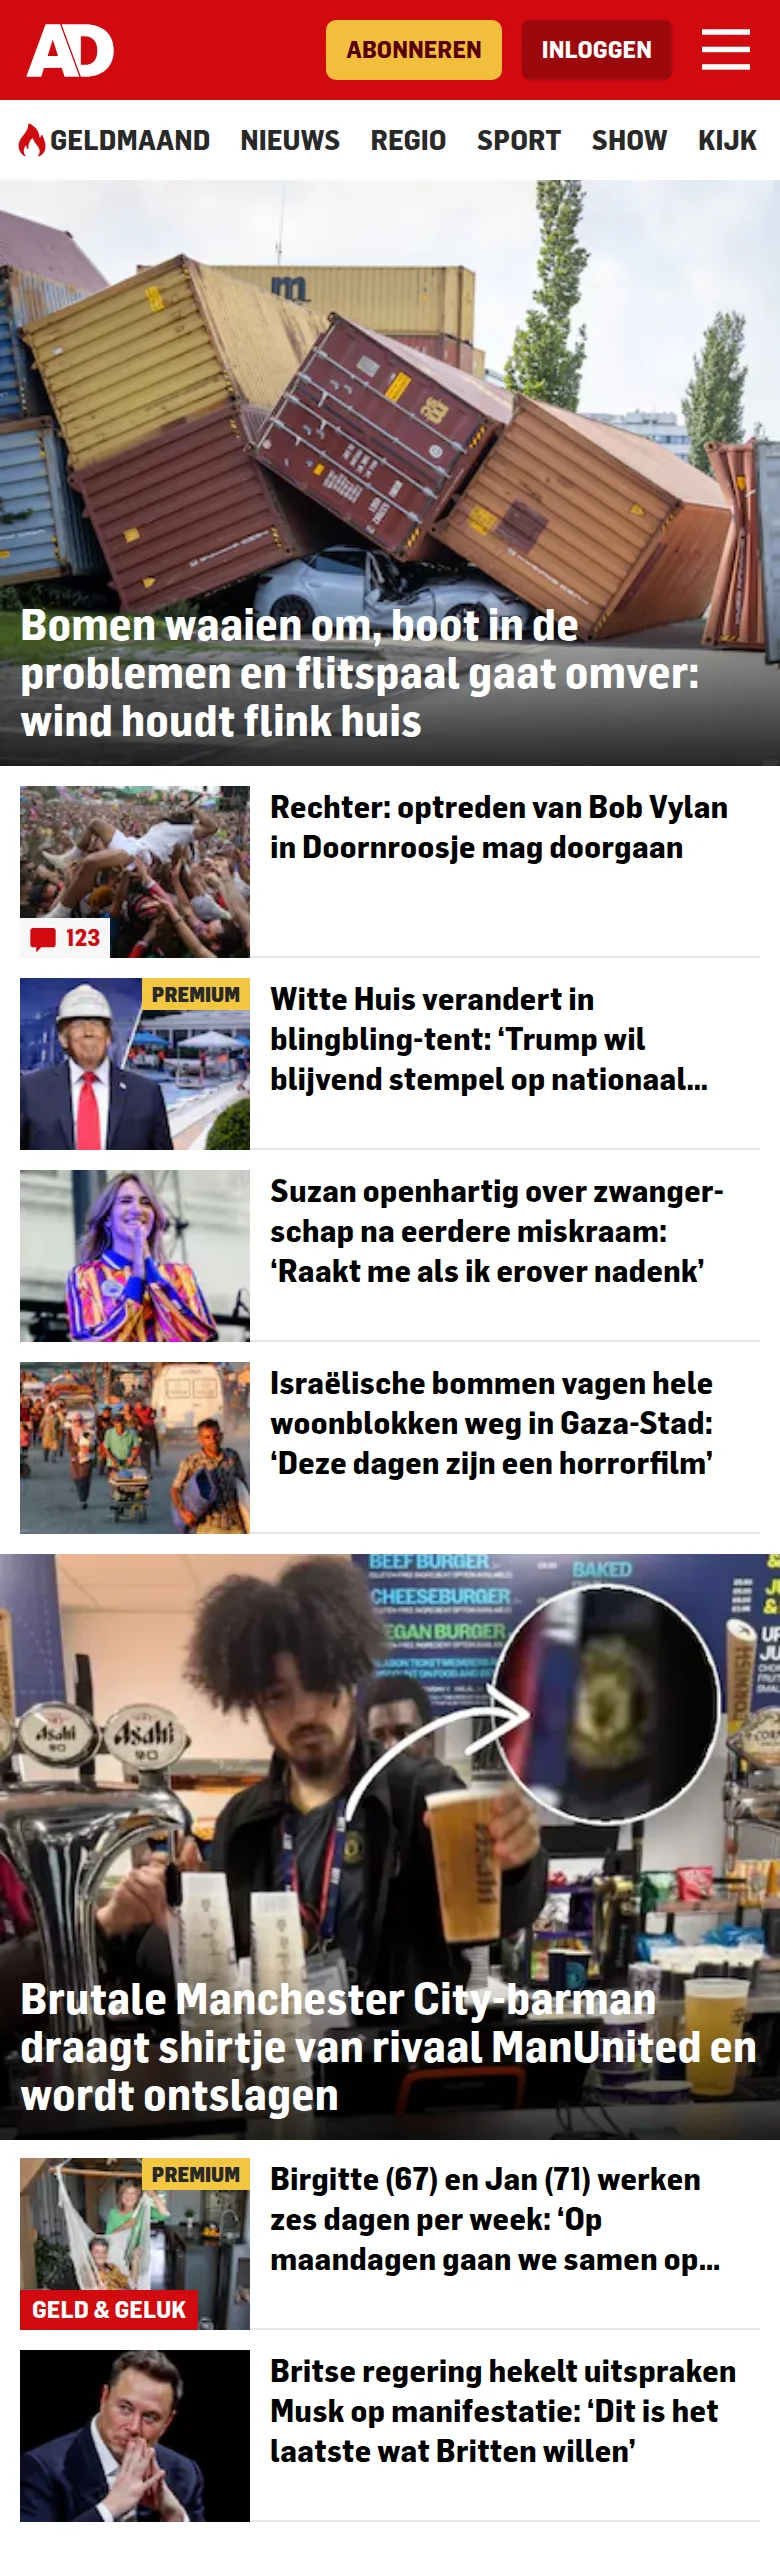 AD
ABONNEREN
INLOGGEN
GELDMAAND NIEUWS REGIO SPORT SHOW KIJK
Bomen waaien om, boot in de
problemen en flitspaal gaat omver:
wind houdt flink huis
Rechter: optreden van Bob Vylan
in Doornroosje mag doorgaan
123
PREMIUM
Witte Huis verandert in
blingbling-tent: ‘Trump wil
blijvend stempel op nationaal...
Suzan openhartig over zwanger-
schap na eerdere miskraam:
‘Raakt me als ik erover nadenk’
Israëlische bommen vagen hele
woonblokken weg in Gaza-Stad:
‘Deze dagen zijn een horrorfilm’
BEEF BURGER
BAKED
CHEESEBURGER
EGAN BURGER
Asahi
Asahi
Brutale Manchester City-barman
draagt shirtje van rivaal ManUnited en
wordt ontslagen
PREMIUM
GELD & GELUK
Birgitte (67) en Jan (71) werken
zes dagen per week: ‘Op
maandagen gaan we samen op...
Britse regering hekelt uitspraken
Musk op manifestatie: ‘Dit is het
laatste wat Britten willen’